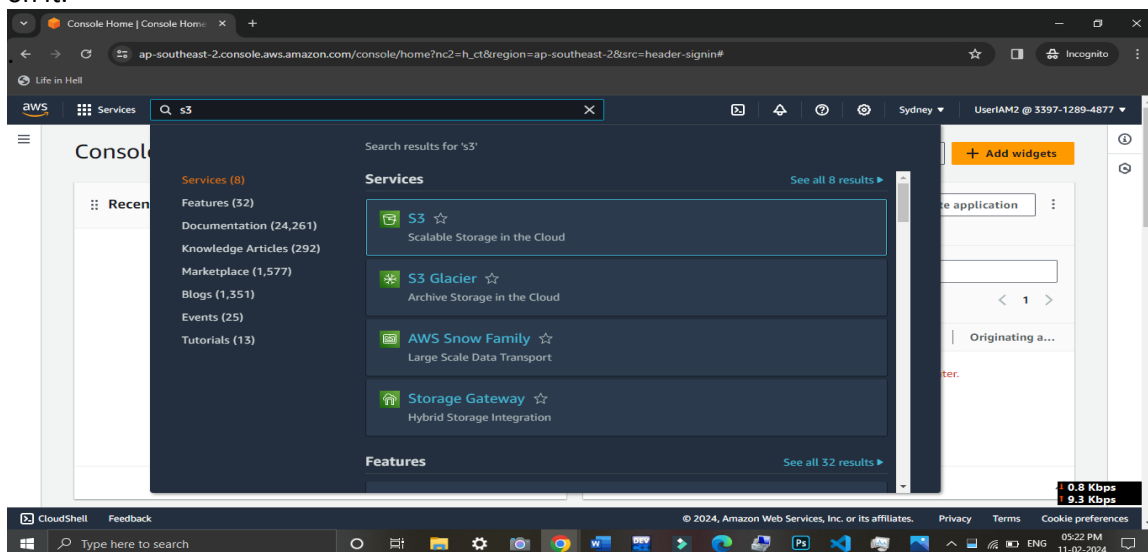 on it.
Console Home | Console Home
ap-southeast-2.console.aws.amazon.com/console/home?nc2=h_ct&region=ap-southeast-2&src=header-signin#
Incognito
Life in Hell
aws
Services
s3
Sydney
UserIAM2 @ 3397-1289-4877
Consol
Search results for 's3'
+ Add widgets
Services (8)
Services
See all 8 results
Recen
Features (32)
te application
S3
Documentation (24,261)
Scalable Storage in the Cloud
Knowledge Articles (292)
Marketplace (1,577)
S3 Glacier
Blogs (1,351)
Archive Storage in the Cloud
1
Events (25)
Tutorials (13)
AWS Snow Family
Originating a...
Large Scale Data Transport
ter.
Storage Gateway
Hybrid Storage Integration
Features
See all 32 results
0.8 Kbps
9.3 Kbps
CloudShell
Feedback
© 2024, Amazon Web Services, Inc. or its affiliates.
Privacy
Terms
Cookie preferences
Type here to search
DEV
Ps
ENG
05:22 PM
11-02-2024